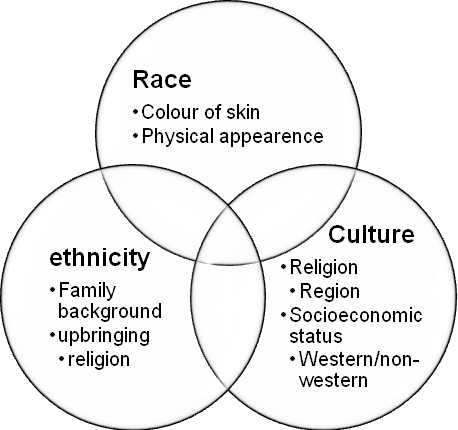 Race
•Colour of skin
•Physical appearence
ethnicity
•Family
background
•upbringing
•religion
Culture
•Religion
•Region
•Socioeconomic
status
•Western/non-
western